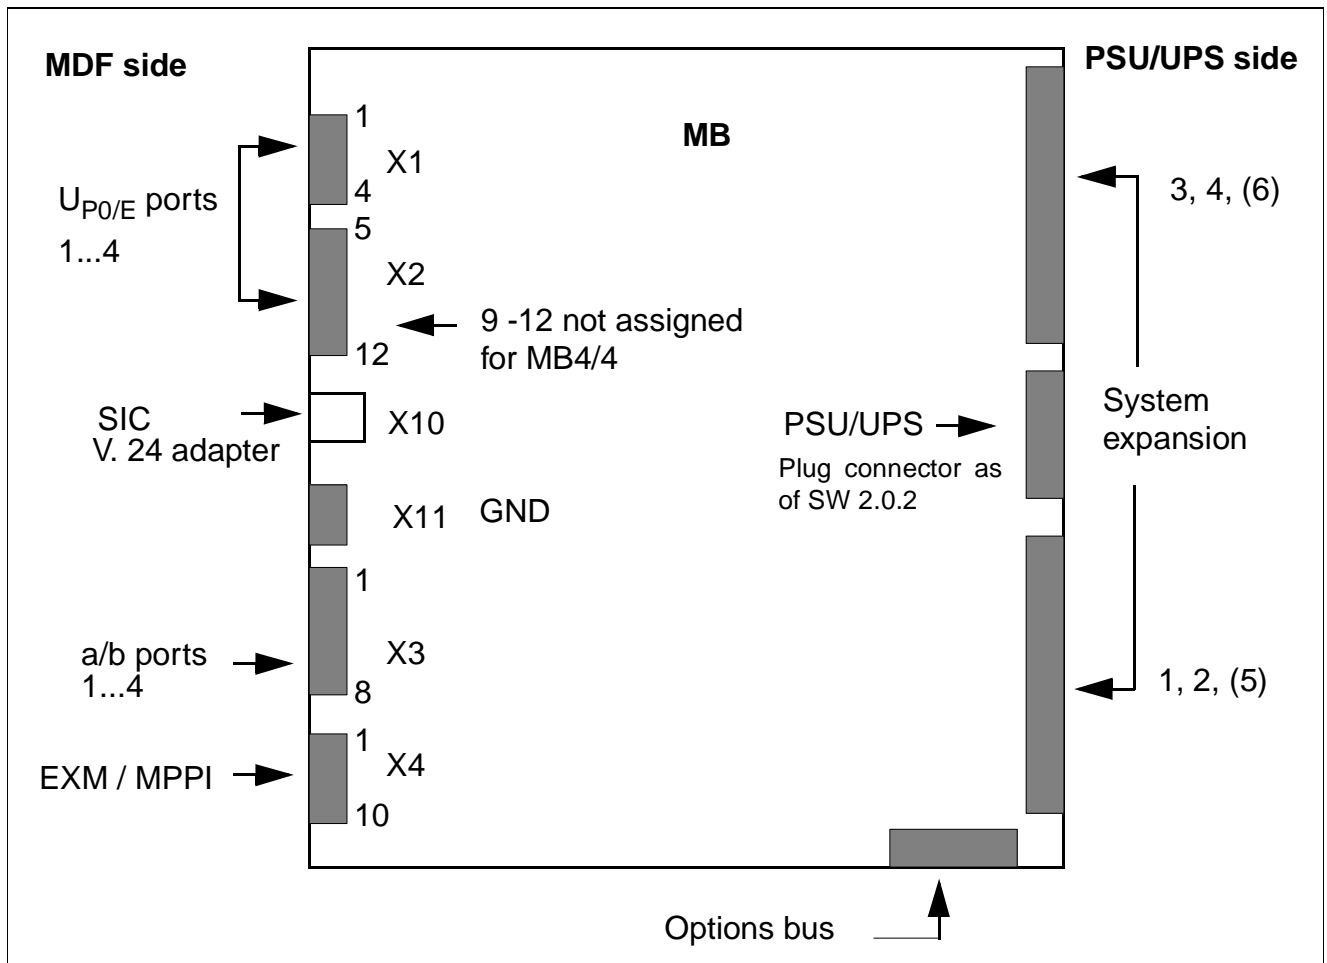 MDF side
PSU/UPS side
MB
1
X1
4
U P0/E ports
1...4
5
X2
12
9 -12 not assigned
for MB4/4
3, 4, (6)
SIC
V. 24 adapter
X10
PSU/UPS
Plug connector as
of SW 2.0.2
System
expansion
X11
GND
1
a/b ports
1...4
X3
8
1, 2, (5)
1
EXM / MPPI
X4
10
Options bus